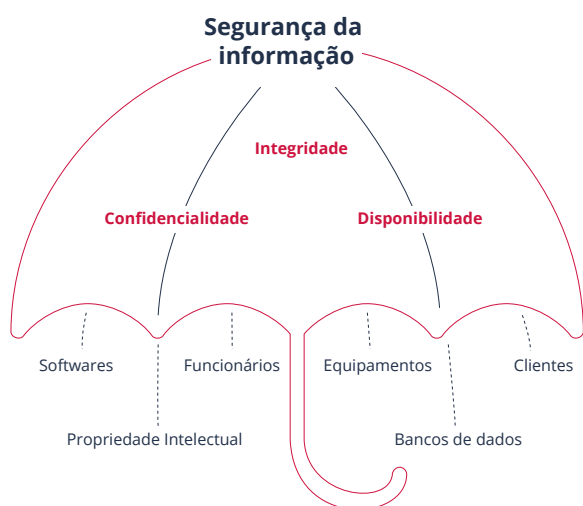 Segurança da
informação
Integridade
Confidencialidade
Disponibilidade
Softwares
Funcionários
Equipamentos
Clientes
Propriedade Intelectual
Bancos de dados